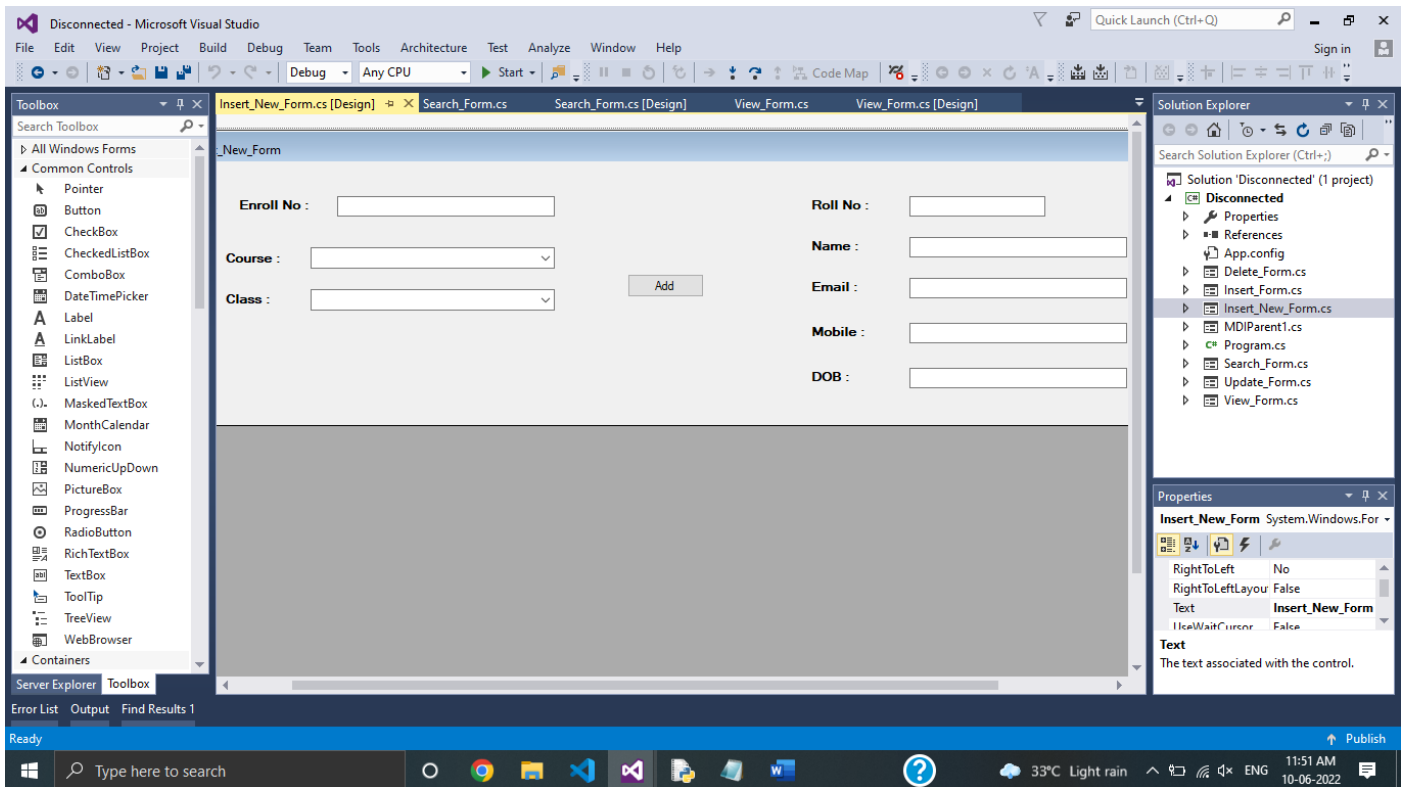 Disconnected - Microsoft Visual Studio
Quick Launch (Ctrl+Q)
File Edit View Project Build Debug Team Tools Architecture Test Analyze Window Help
Sign in
Debug Any CPU Start Code Map
Toolbox
Search Toolbox
All Windows Forms
Common Controls
Pointer
Button
CheckBox
CheckedListBox
ComboBox
DateTimePicker
Label
LinkLabel
ListBox
ListView
MaskedTextBox
MonthCalendar
NotifyIcon
NumericUpDown
PictureBox
ProgressBar
RadioButton
RichTextBox
TextBox
ToolTip
TreeView
WebBrowser
Containers
Server Explorer Toolbox
Insert_New_Form.cs [Design] Search_Form.cs Search_Form.cs [Design] View_Form.cs View_Form.cs [Design]
_New_Form
Enroll No :
Course :
Class :
Add
Roll No :
Name :
Email :
Mobile :
DOB :
Solution Explorer
Search Solution Explorer (Ctrl+;)
Solution 'Disconnected' (1 project)
C# Disconnected
Properties
References
App.config
Delete_Form.cs
Insert_Form.cs
Insert_New_Form.cs
MDIParent1.cs
C# Program.cs
Search_Form.cs
Update_Form.cs
View_Form.cs
Properties
Insert_New_Form System.Windows.For
RightToLeft No
RightToLeftLayou False
Text Insert_New_Form
UseWaitCursor False
Text
The text associated with the control.
Error List Output Find Results 1
Ready
Publish
Type here to search
33°C Light rain
ENG
11:51 AM
10-06-2022